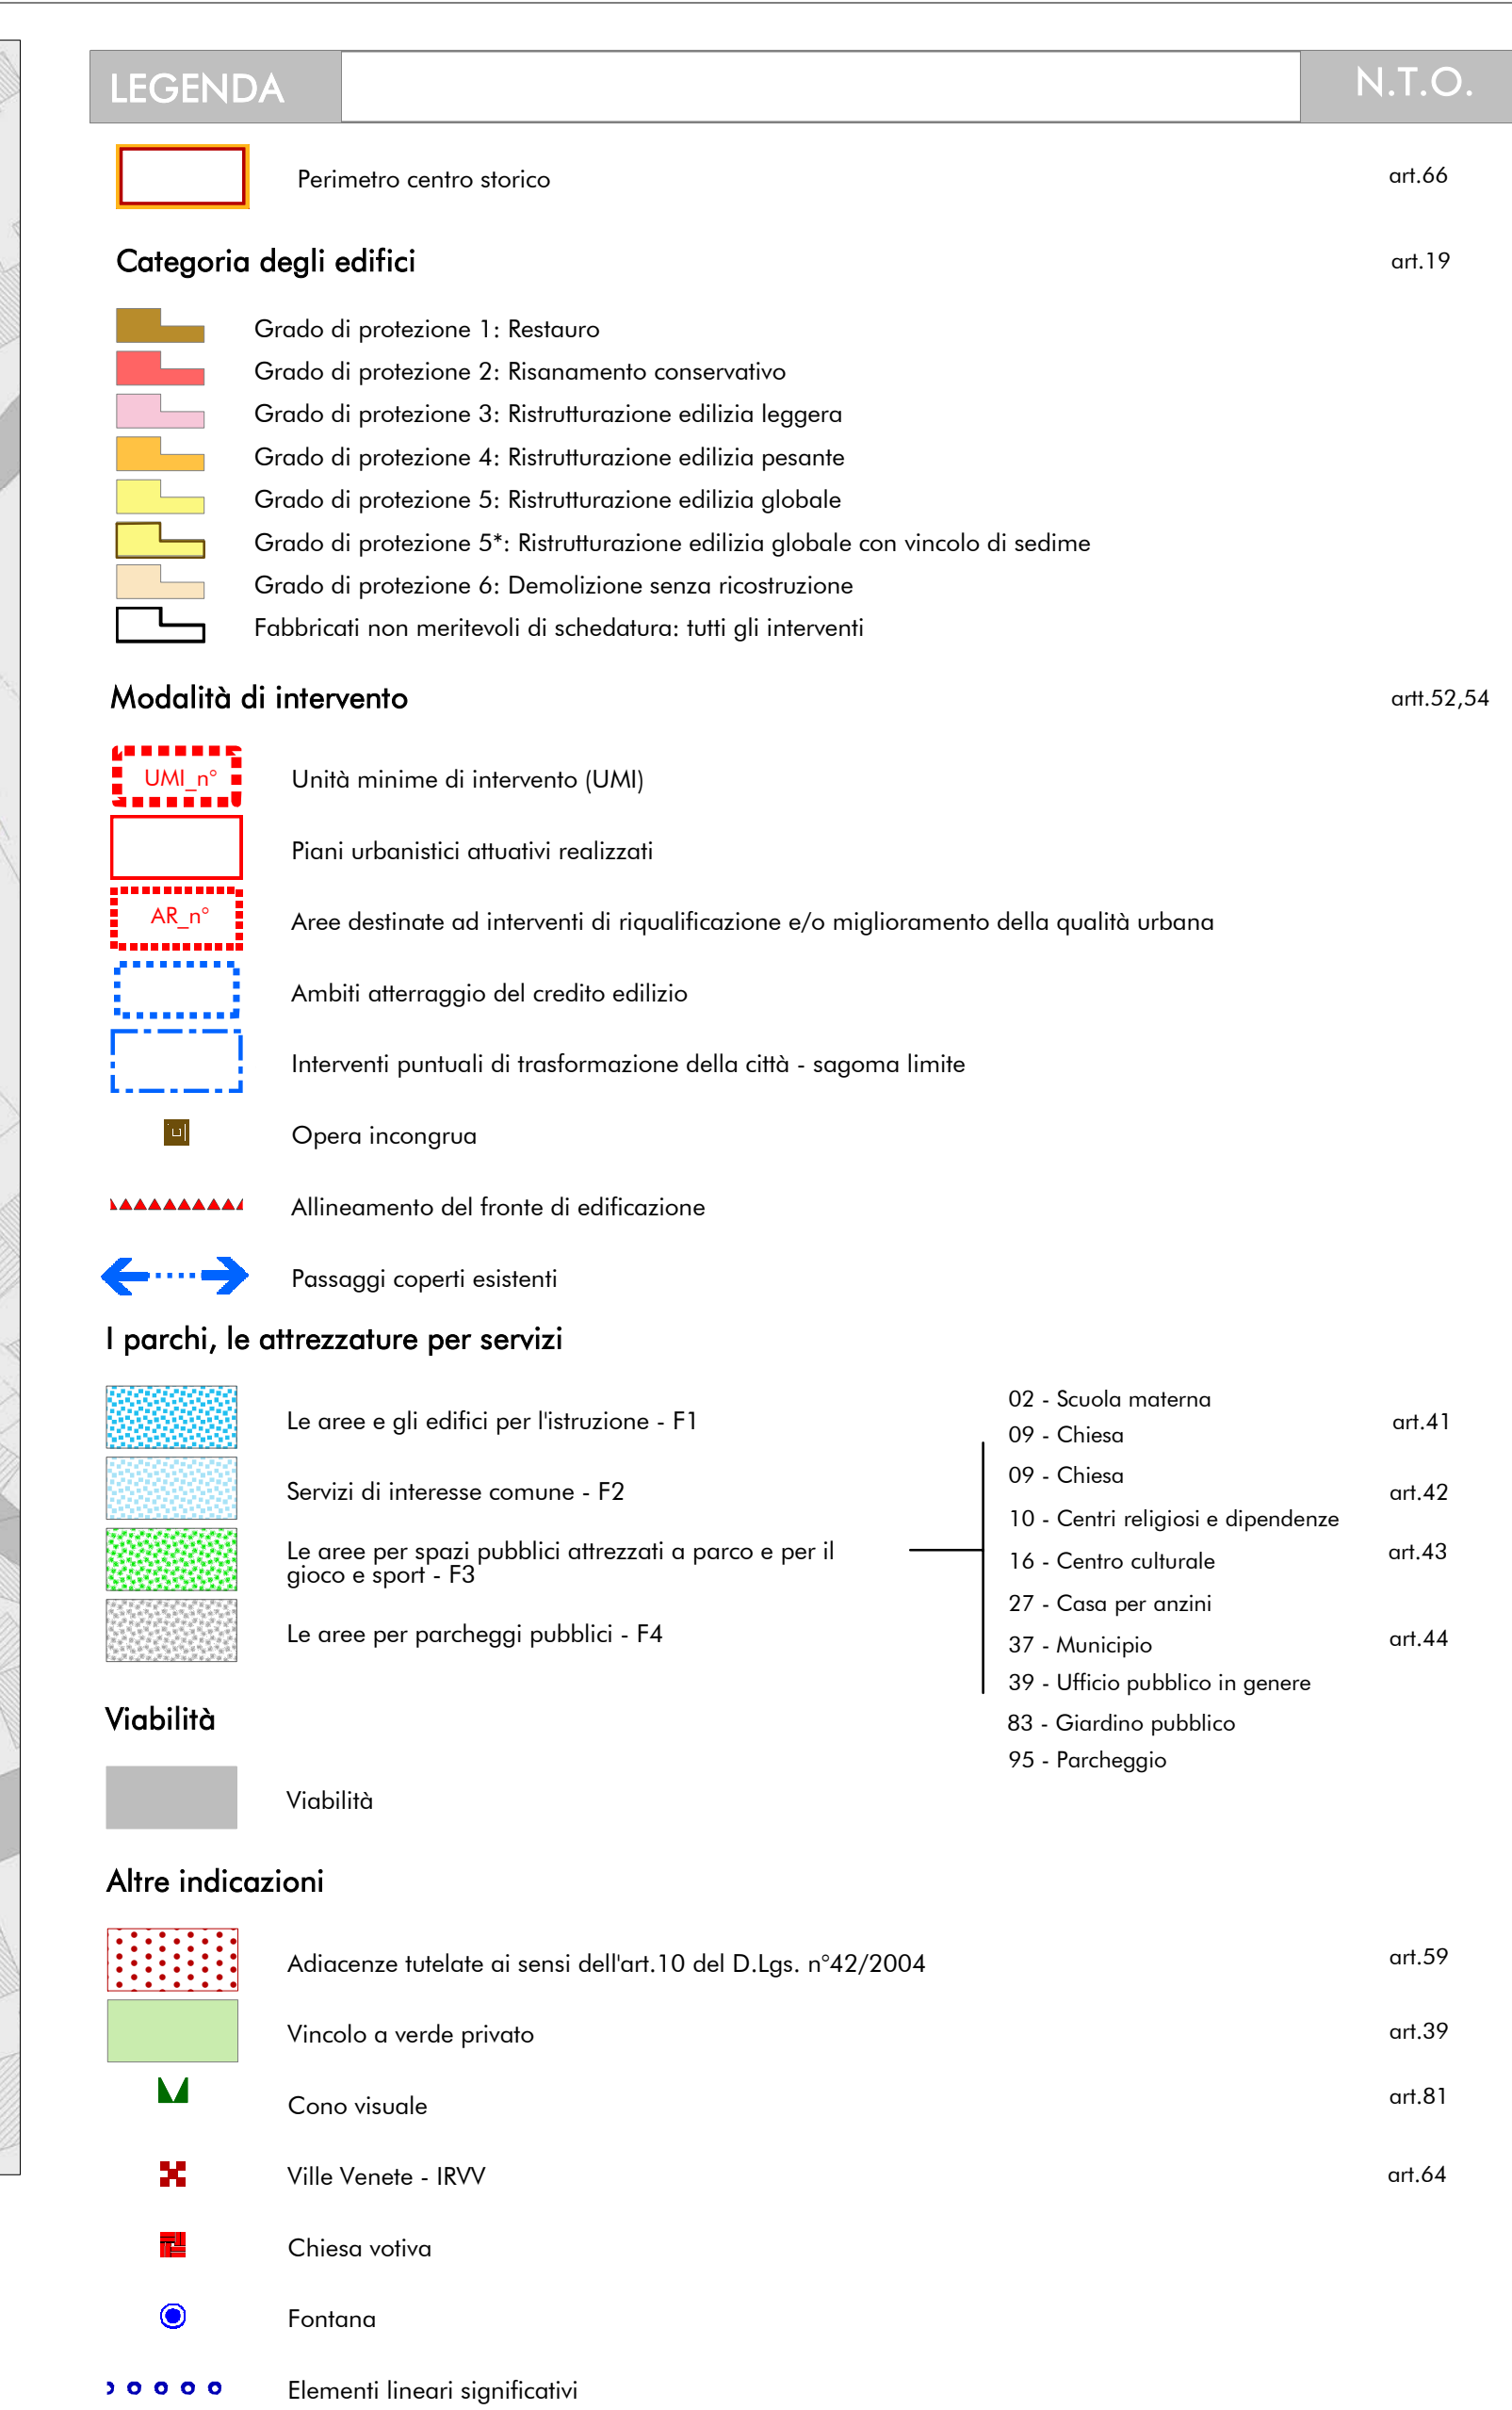 LEGENDA
N.T.O.
Perimetro centro storico
art.66
Categoria degli edifici
art.19
Grado di protezione 1: Restauro
Grado di protezione 2: Risanamento conservativo
Grado di protezione 3: Ristrutturazione edilizia leggera
Grado di protezione 4: Ristrutturazione edilizia pesante
Grado di protezione 5: Ristrutturazione edilizia globale
Grado di protezione 5*: Ristrutturazione edilizia globale con vincolo di sedime
Grado di protezione 6: Demolizione senza ricostruzione
Fabbricati non meritevoli di schedatura: tutti gli interventi
Modalità di intervento
artt.52,54
UMI_n°
Unità minime di intervento (UMI)
Piani urbanistici attuativi realizzati
AR_n°
Aree destinate ad interventi di riqualificazione e/o miglioramento della qualità urbana
Ambiti atterraggio del credito edilizio
Interventi puntuali di trasformazione della città - sagoma limite
Opera incongrua
Allineamento del fronte di edificazione
Passaggi coperti esistenti
I parchi, le attrezzature per servizi
Le aree e gli edifici per l'istruzione - F1
Servizi di interesse comune - F2
Le aree per spazi pubblici attrezzati a parco e per il
gioco e sport - F3
Le aree per parcheggi pubblici - F4
02 - Scuola materna
09 - Chiesa
09 - Chiesa
10 - Centri religiosi e dipendenze
16 - Centro culturale
27 - Casa per anzini
37 - Municipio
39 - Ufficio pubblico in genere
83 - Giardino pubblico
95 - Parcheggio
art.41
art.42
art.43
art.44
Viabilità
Viabilità
Altre indicazioni
Adiacenze tutelate ai sensi dell'art.10 del D.Lgs. n°42/2004
art.59
Vincolo a verde privato
art.39
Cono visuale
art.81
Ville Venete - IRVV
art.64
Chiesa votiva
Fontana
Elementi lineari significativi